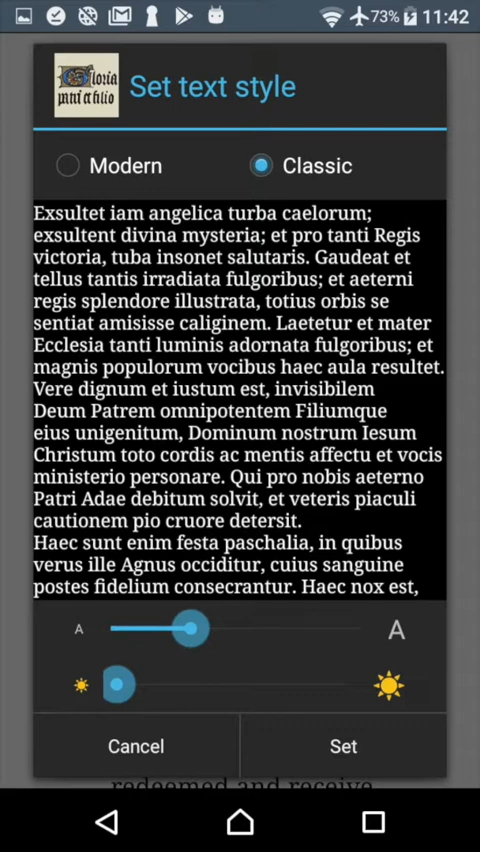 73% 11:42
Gloria
patri et filio
Set text style
Modern
Classic
Exsultet iam angelica turba caelorum;
exsultent divina mysteria; et pro tanti Regis
victoria, tuba insonet salutaris. Gaudeat et
tellus tantis irradiata fulgoribus; et aeterni
regis splendore illustrata, totius orbis se
sentiat amisisse caliginem. Laetetur et mater
Ecclesia tanti luminis adornata fulgoribus; et
magnis populorum vocibus haec aula resultet.
Vere dignum et iustum est, invisibilem
Deum Patrem omnipotentem Filiumque
eius unigenitum, Dominum nostrum Iesum
Christum toto cordis ac mentis affectu et vocis
ministerio personare. Qui pro nobis aeterno
Patri Adae debitum solvit, et veteris piaculi
cautionem pio cruore detersit.
Haec sunt enim festa paschalia, in quibus
verus ille Agnus occiditur, cuius sanguine
postes fidelium consecrantur. Haec nox est,
A A
Cancel
Set
redeemed and receive